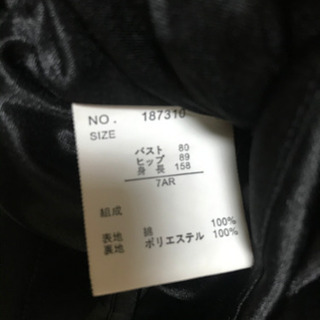 NO. 187310
SIZE
バスト 80
ヒップ 89
身長 158
7AR
組成
表地 綿 100%
裏地 ポリエステル 100%